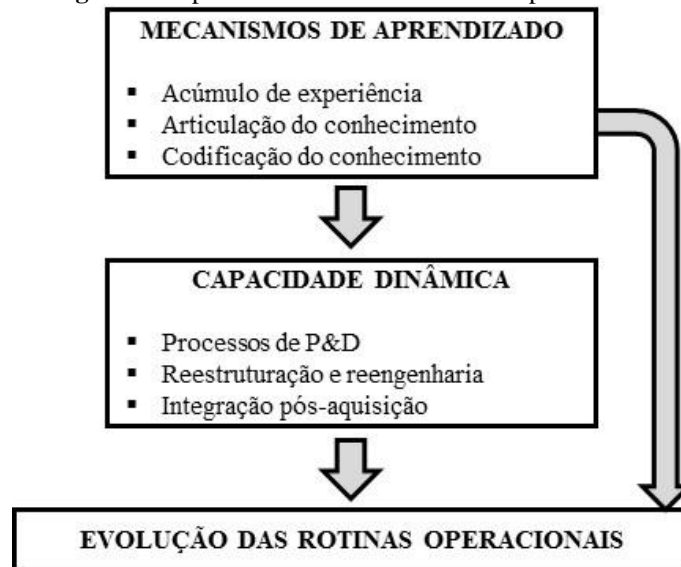 MECANISMOS DE APRENDIZADO
▪ Acúmulo de experiência
▪ Articulação do conhecimento
▪ Codificação do conhecimento
CAPACIDADE DINÂMICA
▪ Processos de P&D
▪ Reestruturação e reengenharia
▪ Integração pós-aquisição
EVOLUÇÃO DAS ROTINAS OPERACIONAIS